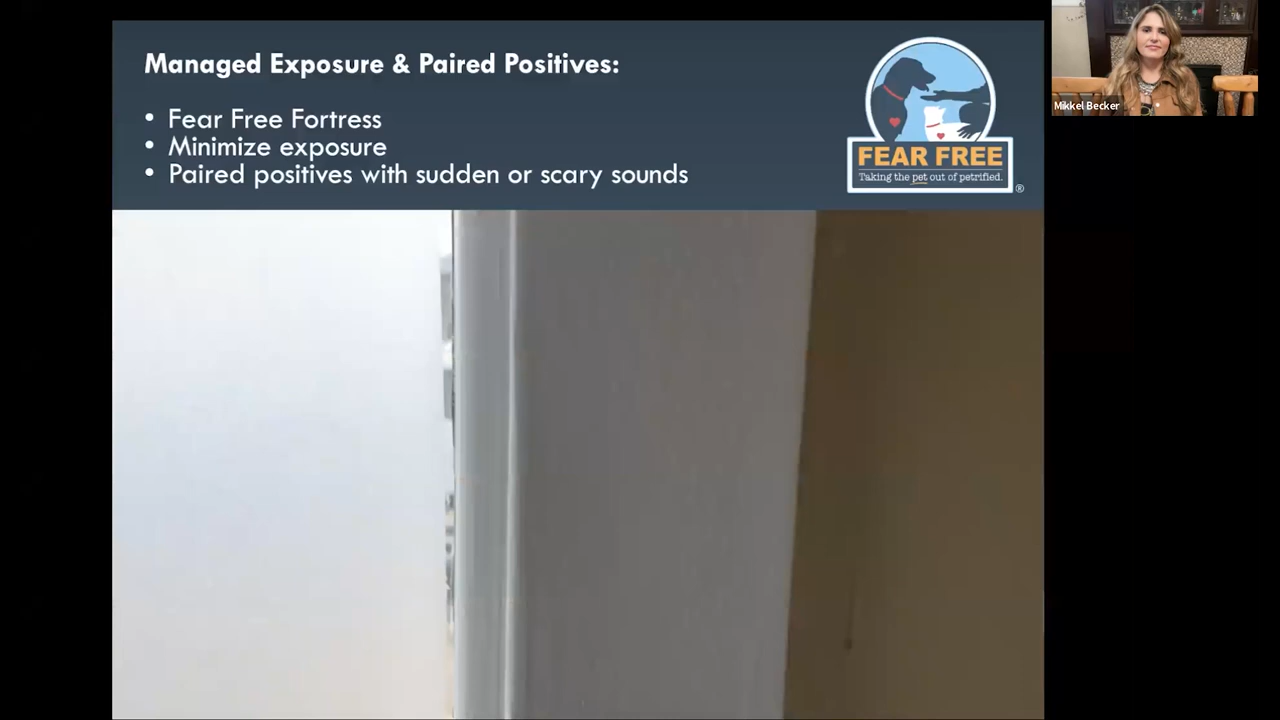 Managed Exposure & Paired Positives:
• Fear Free Fortress
• Minimize exposure
• Paired positives with sudden or scary sounds
FEAR FREE
Taking the pet out of petrified.
®
Mikkel Becker